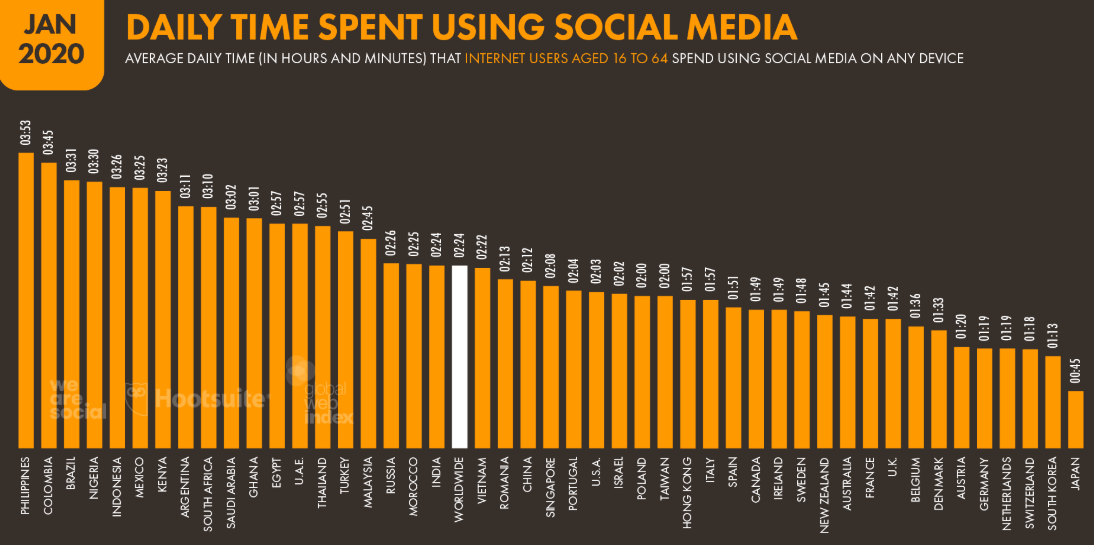 JAN
2020
DAILY TIME SPENT USING SOCIAL MEDIA
AVERAGE DAILY TIME (IN HOURS AND MINUTES) THAT INTERNET USERS AGED 16 TO 64 SPEND USING SOCIAL MEDIA ON ANY DEVICE
03:53 03:45 03:31 03:30 03:26 03:25 03:23 03:11 03:10 03:02 03:01 02:57 02:57 02:55 02:51 02:45 02:26 02:25 02:24 02:24 02:22 02:13 02:12 02:08 02:04 02:03 02:02 02:00 02:00 01:57 01:57 01:51 01:49 01:49 01:48 01:45 01:44 01:42 01:42 01:36 01:33 01:20 01:19 01:19 01:18 01:13 00:45
we
are
social
Hootsuite
global
web
index
PHILIPPINES COLOMBIA BRAZIL NIGERIA INDONESIA MEXICO KENYA ARGENTINA SOUTH AFRICA SAUDI ARABIA GHANA EGYPT U.A.E. THAILAND TURKEY MALAYSIA RUSSIA MOROCCO INDIA WORLDWIDE VIETNAM ROMANIA CHINA SINGAPORE PORTUGAL U.S.A. ISRAEL POLAND TAIWAN HONG KONG ITALY SPAIN CANADA IRELAND SWEDEN NEW ZEALAND AUSTRALIA FRANCE U.K. BELGIUM DENMARK AUSTRIA GERMANY NETHERLANDS SWITZERLAND SOUTH KOREA JAPAN